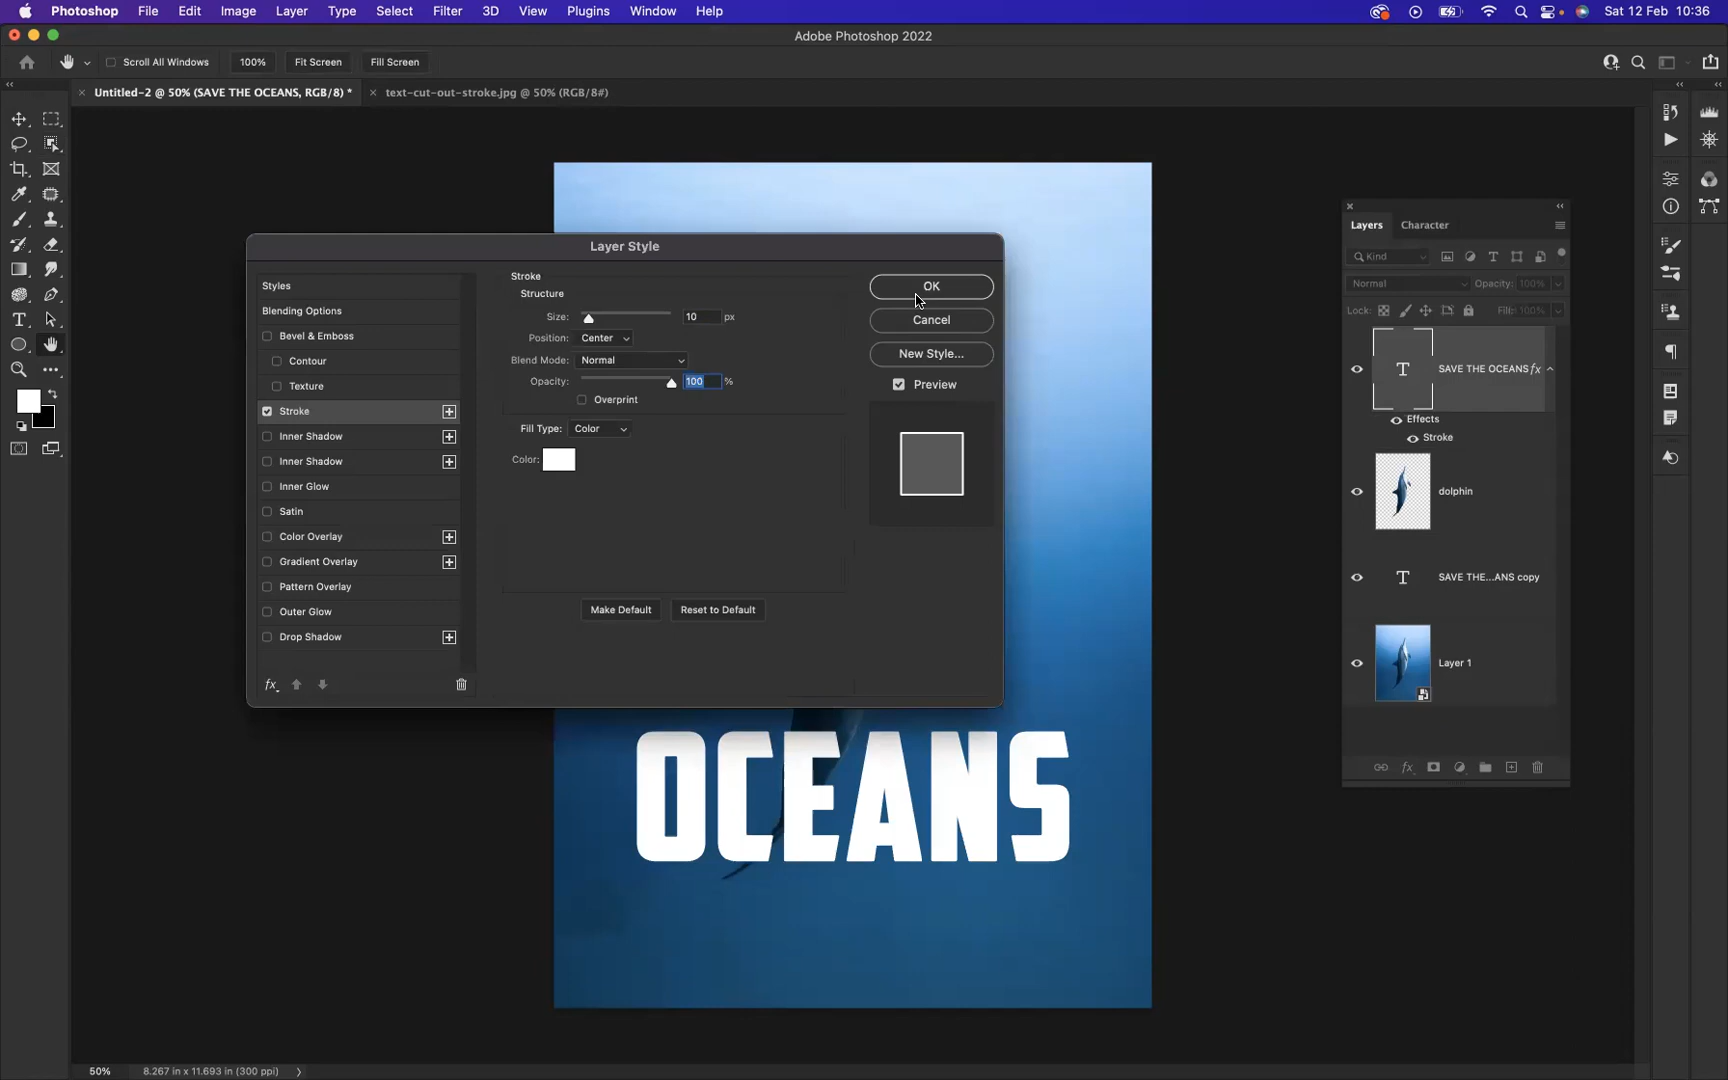 Photoshop File Edit Image Layer Type Select Filter 3D View Plugins Window Help Sat 12 Feb 10:36
Adobe Photoshop 2022
Scroll All Windows 100% Fit Screen Fill Screen
Untitled-2 @ 50% (SAVE THE OCEANS, RGB/8) * text-cut-out-stroke.jpg @ 50% (RGB/8#)
Layer Style
Styles
Blending Options
Bevel & Emboss
Contour
Texture
Stroke
Inner Shadow
Inner Shadow
Inner Glow
Satin
Color Overlay
Gradient Overlay
Pattern Overlay
Outer Glow
Drop Shadow
fx
Stroke
Structure
Size: 10 px
Position: Center
Blend Mode: Normal
Opacity: 100 %
Overprint
Fill Type: Color
Color:
Make Default Reset to Default
OK
Cancel
New Style...
Preview
Layers Character
Kind
Normal Opacity: 100%
Lock: Fill: 100%
T SAVE THE OCEANS fx
Effects
Stroke
dolphin
T SAVE THE...ANS copy
Layer 1
fx
OCEANS
50% 8.267 in x 11.693 in (300 ppi)